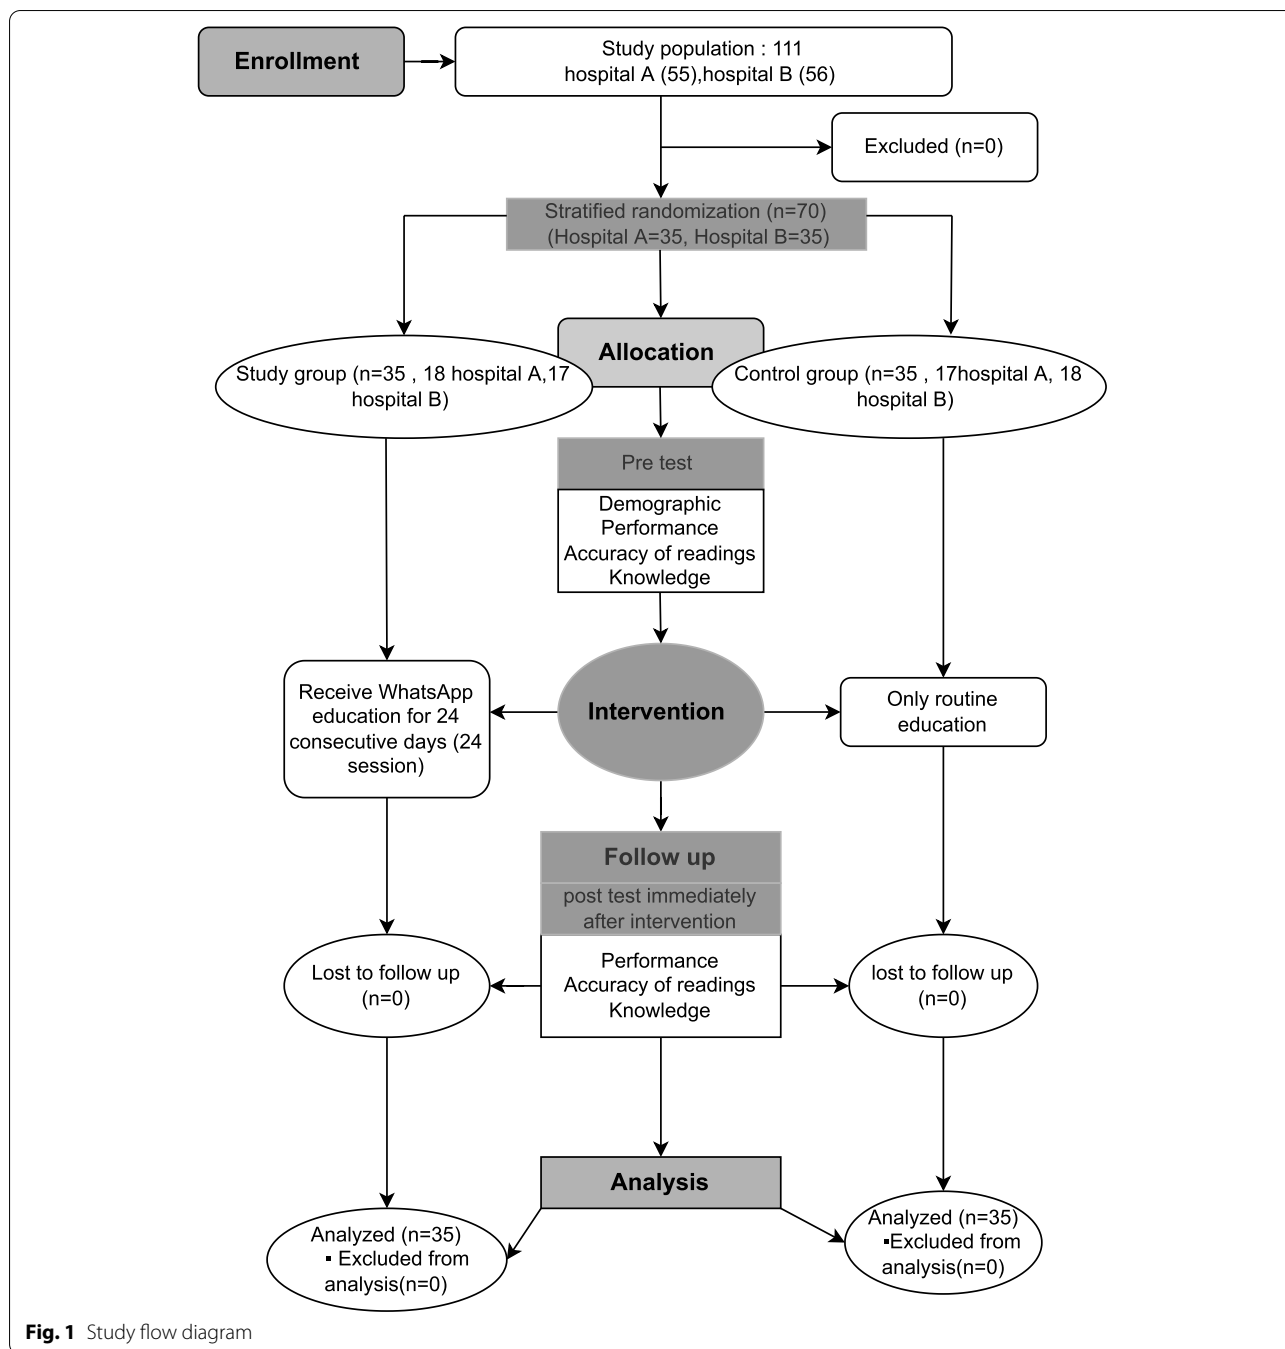 Enrollment
Study population : 111
hospital A (55),hospital B (56)
Excluded (n=0)
Stratified randomization (n=70)
(Hospital A=35, Hospital B=35)
Allocation
Study group (n=35 , 18 hospital A,17
hospital B)
Control group (n=35 , 17hospital A, 18
hospital B)
Pre test
Demographic
Performance
Accuracy of readings
Knowledge
Intervention
Receive WhatsApp
education for 24
consecutive days (24
session)
Only routine
education
Follow up
post test immediately
after intervention
Performance
Accuracy of readings
Knowledge
Lost to follow up
(n=0)
lost to follow up
(n=0)
Analysis
Analyzed (n=35)
▪ Excluded from
analysis(n=0)
Analyzed (n=35)
▪Excluded from
analysis(n=0)
Fig. 1 Study flow diagram